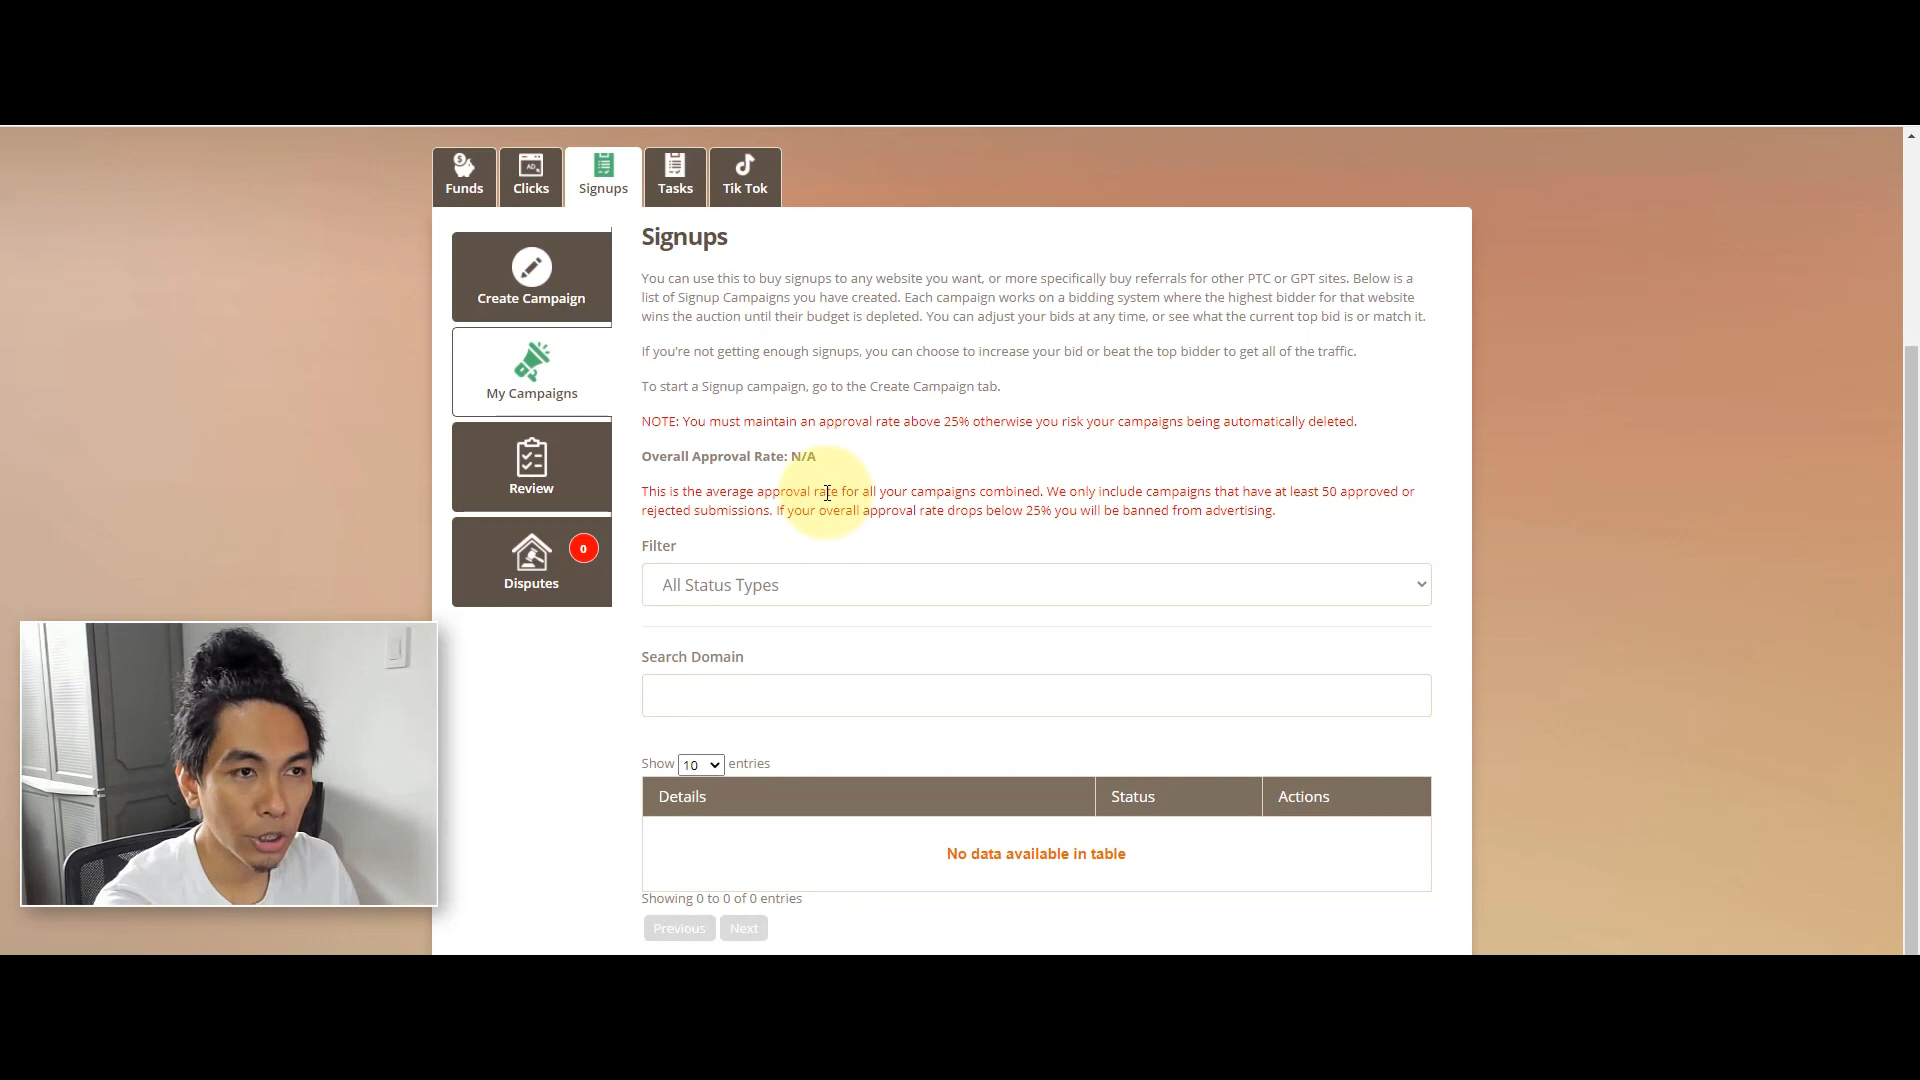 Funds
Clicks
Signups
Tasks
Tik Tok
AD
Create Campaign
My Campaigns
Review
Disputes
0
Signups
You can use this to buy signups to any website you want, or more specifically buy referrals for other PTC or GPT sites. Below is a
list of Signup Campaigns you have created. Each campaign works on a bidding system where the highest bidder for that website
wins the auction until their budget is depleted. You can adjust your bids at any time, or see what the current top bid is or match it.
If you're not getting enough signups, you can choose to increase your bid or beat the top bidder to get all of the traffic.
To start a Signup campaign, go to the Create Campaign tab.
NOTE: You must maintain an approval rate above 25% otherwise you risk your campaigns being automatically deleted.
Overall Approval Rate: N/A
This is the average approval rate for all your campaigns combined. We only include campaigns that have at least 50 approved or
rejected submissions. If your overall approval rate drops below 25% you will be banned from advertising.
Filter
All Status Types
Search Domain
Show 10 entries
Details Status Actions
No data available in table
Showing 0 to 0 of 0 entries
Previous Next